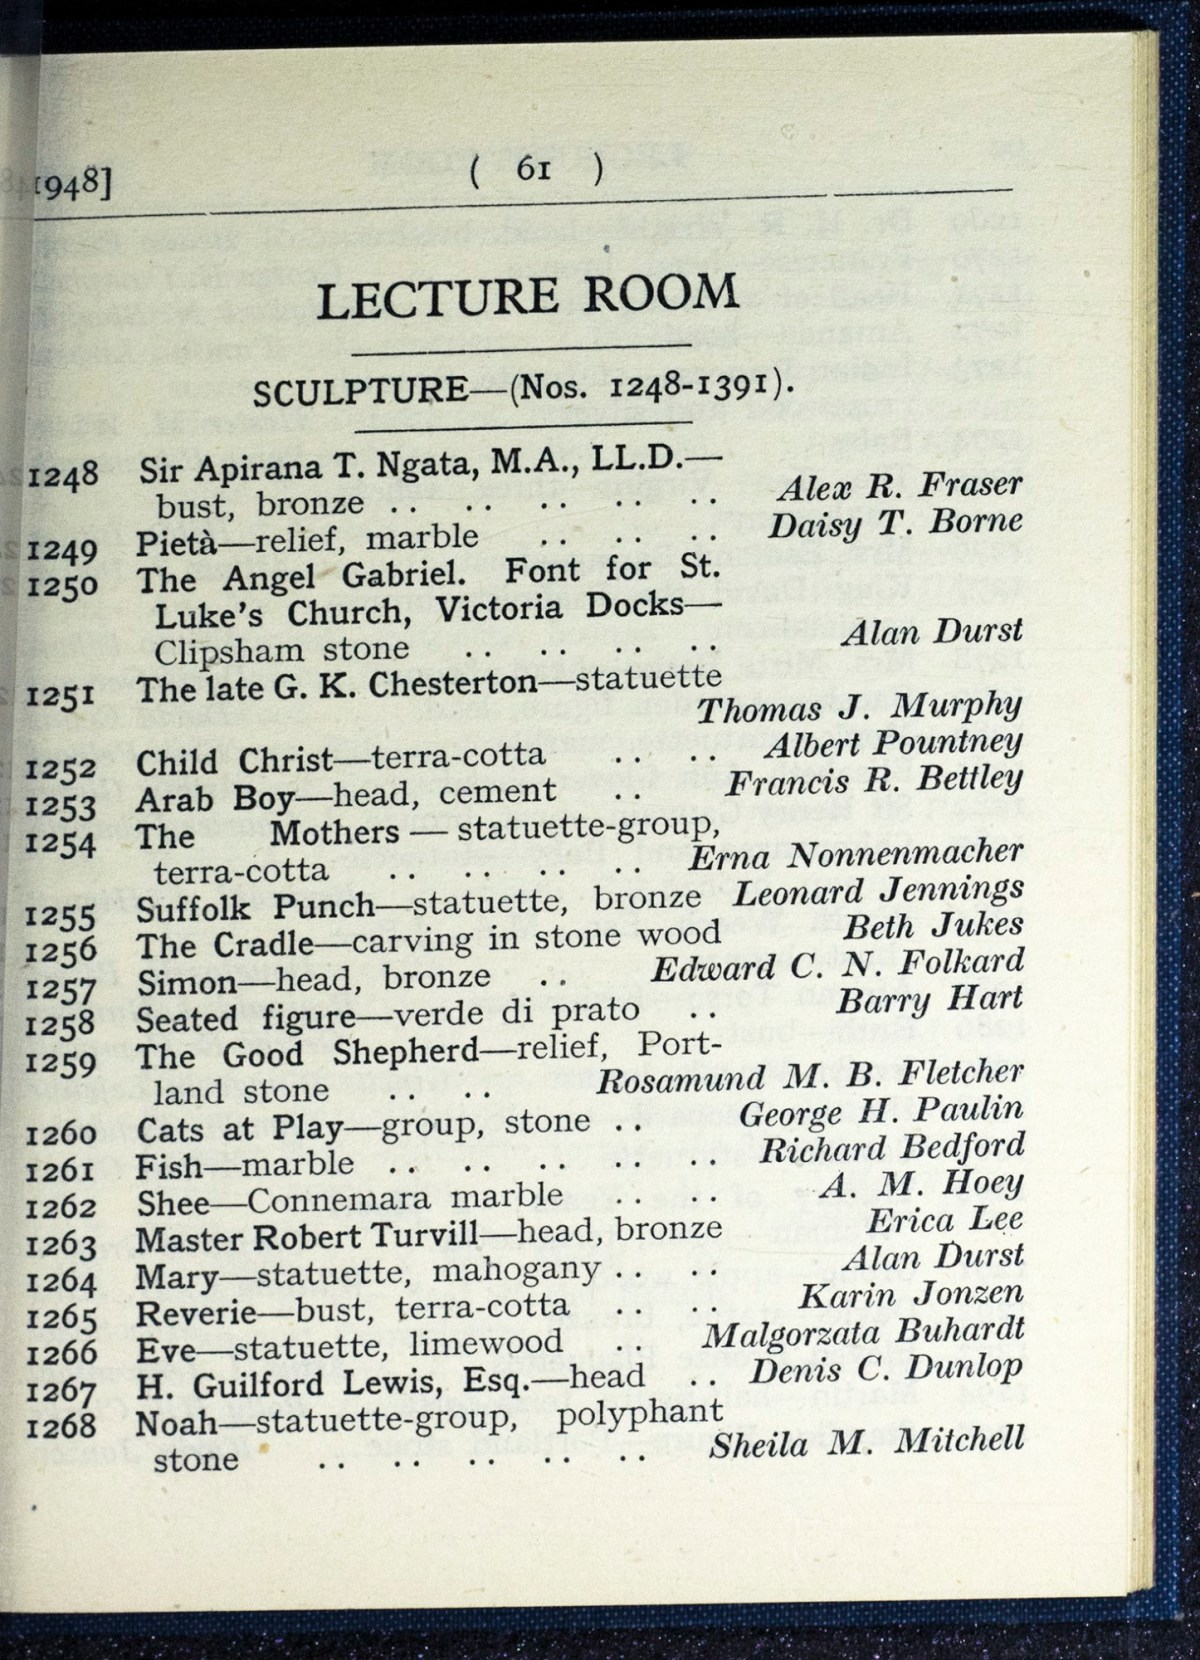 1948] ( 61 )
LECTURE ROOM
SCULPTURE—(Nos. 1248-1391).
1248 Sir Apirana T. Ngata, M.A., LL.D.—
bust, bronze .. .. .. .. .. Alex R. Fraser
1249 Pietà—relief, marble .. .. .. Daisy T. Borne
1250 The Angel Gabriel. Font for St.
Luke's Church, Victoria Docks—
Clipsham stone .. .. .. .. Alan Durst
1251 The late G. K. Chesterton—statuette
Thomas J. Murphy
1252 Child Christ—terra-cotta .. .. Albert Pountney
1253 Arab Boy—head, cement .. Francis R. Bettley
1254 The Mothers — statuette-group,
terra-cotta .. .. .. .. Erna Nonnenmacher
1255 Suffolk Punch—statuette, bronze Leonard Jennings
1256 The Cradle—carving in stone wood Beth Jukes
1257 Simon—head, bronze .. Edward C. N. Folkard
1258 Seated figure—verde di prato .. Barry Hart
1259 The Good Shepherd—relief, Port-
land stone .. .. Rosamund M. B. Fletcher
1260 Cats at Play—group, stone .. George H. Paulin
1261 Fish—marble .. .. .. .. .. Richard Bedford
1262 Shee—Connemara marble .. .. A. M. Hoey
1263 Master Robert Turvill—head, bronze Erica Lee
1264 Mary—statuette, mahogany .. .. Alan Durst
1265 Reverie—bust, terra-cotta .. .. Karin Jonzen
1266 Eve—statuette, limewood .. Malgorzata Buhardt
1267 H. Guilford Lewis, Esq.—head .. Denis C. Dunlop
1268 Noah—statuette-group, polyphant
stone .. .. .. .. .. Sheila M. Mitchell